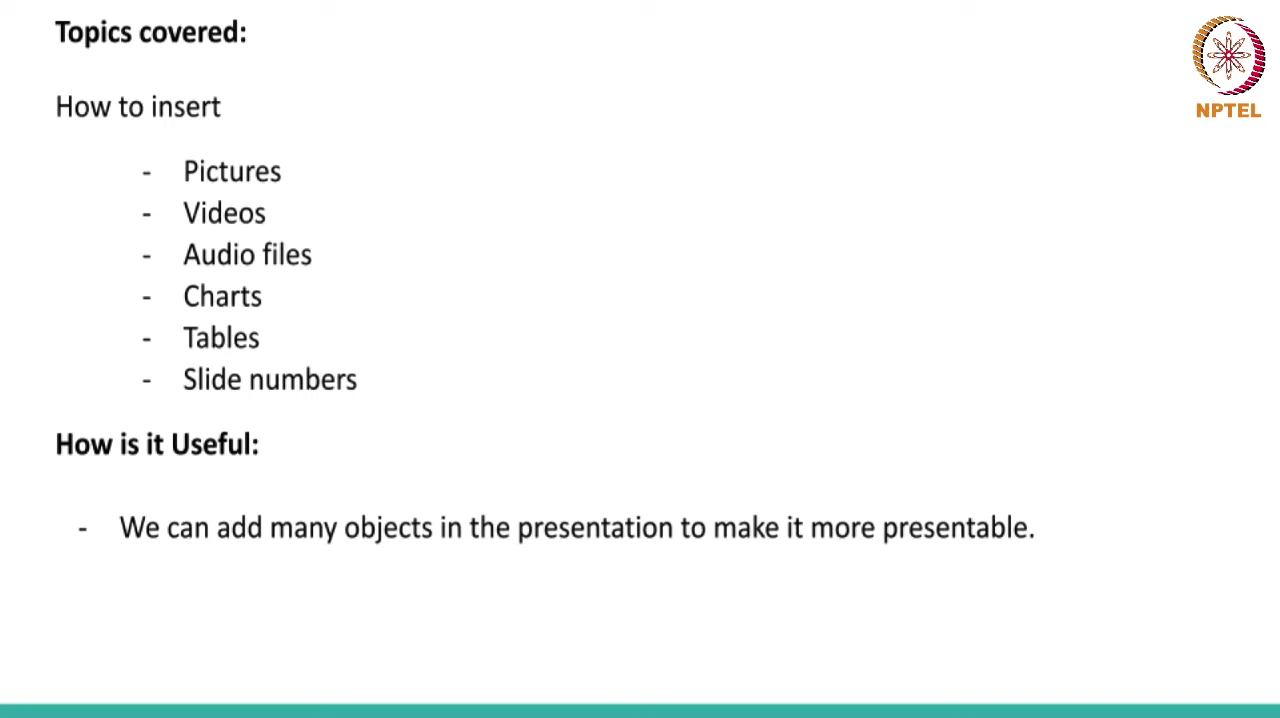 Topics covered:
NPTEL
How to insert
- Pictures
- Videos
- Audio files
- Charts
- Tables
- Slide numbers
How is it Useful:
- We can add many objects in the presentation to make it more presentable.